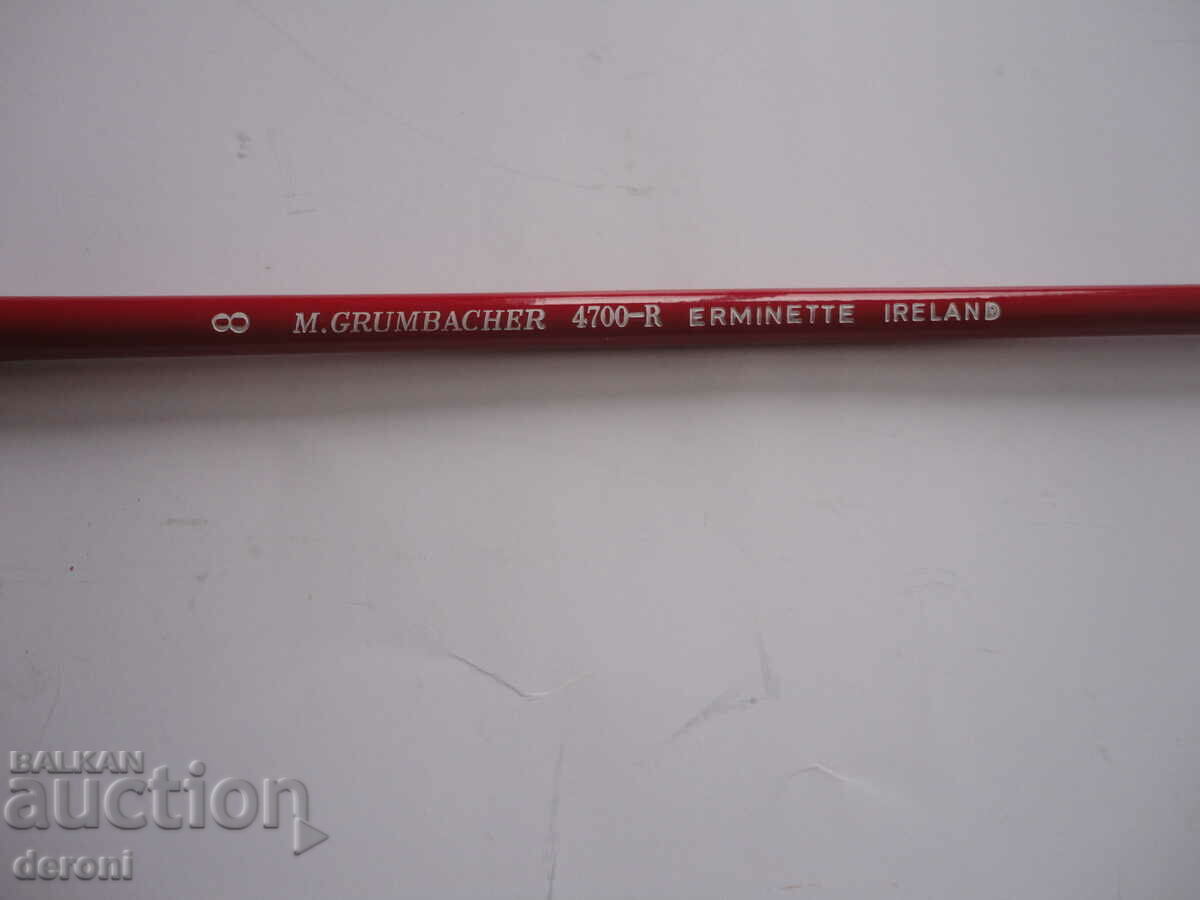 8 M. GRUMBACHER 4700-R ERMINETTE IRELAND
BALKAN
auction
deroni